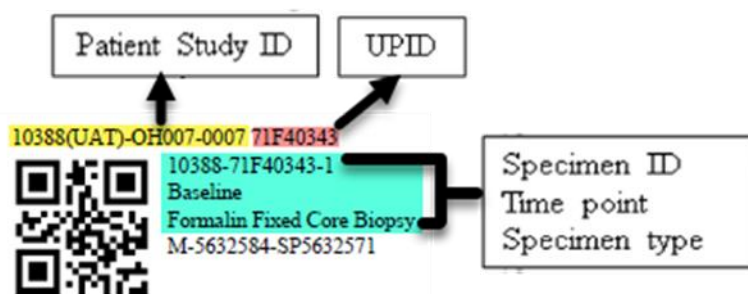 Patient Study ID
UPID
10388(UAT)-OH007-0007 71F40343
10388-71F40343-1
Baseline
Formalin Fixed Core Biopsy
M-5632584-SP5632571
Specimen ID
Time point
Specimen type